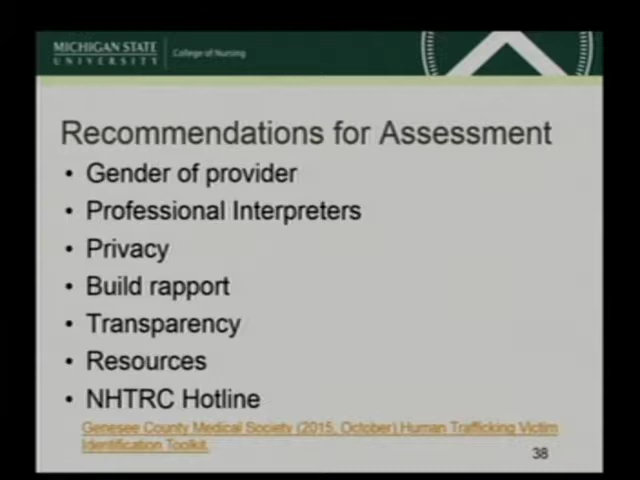 MICHIGAN STATE
UNIVERSITY
College of Nursing
Recommendations for Assessment
• Gender of provider
• Professional Interpreters
• Privacy
• Build rapport
• Transparency
• Resources
• NHTRC Hotline
Genesee County Medical Society (2015, October) Human Trafficking Victim
Identification Toolkit.
38